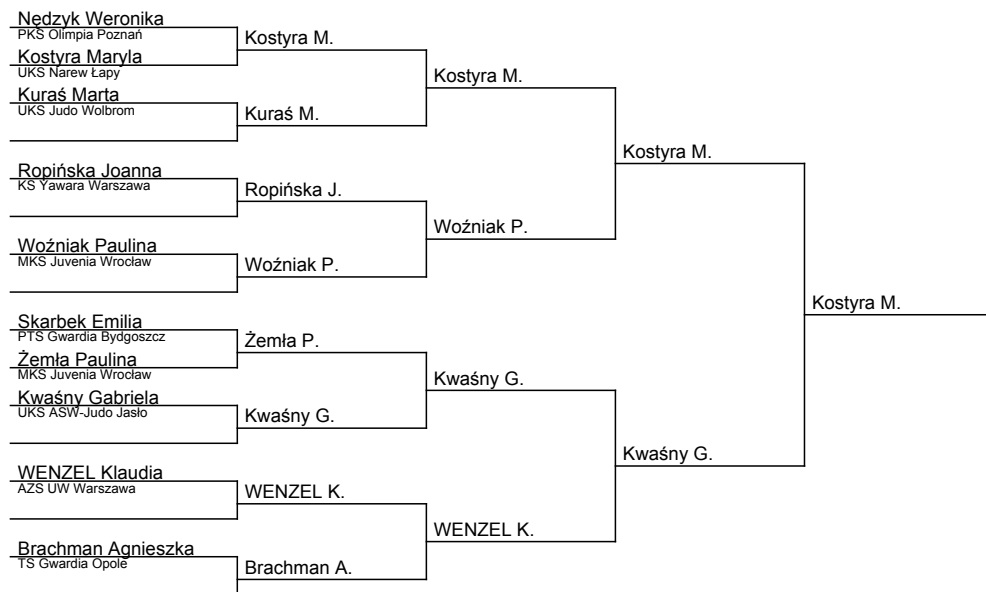 Nędzyk Weronika
PKS Olimpia Poznań
Kostyra M.
Kostyra Maryla
UKS Narew Łapy
Kostyra M.
Kuraś Marta
UKS Judo Wolbrom
Kuraś M.
Kostyra M.
Ropińska Joanna
KS Yawara Warszawa
Ropińska J.
Woźniak P.
Woźniak Paulina
MKS Juvenia Wrocław
Woźniak P.
Kostyra M.
Skarbek Emilia
PTS Gwardia Bydgoszcz
Żemła P.
Żemła Paulina
MKS Juvenia Wrocław
Kwaśny G.
Kwaśny Gabriela
UKS ASW-Judo Jasło
Kwaśny G.
Kwaśny G.
WENZEL Klaudia
AZS UW Warszawa
WENZEL K.
WENZEL K.
Brachman Agnieszka
TS Gwardia Opole
Brachman A.